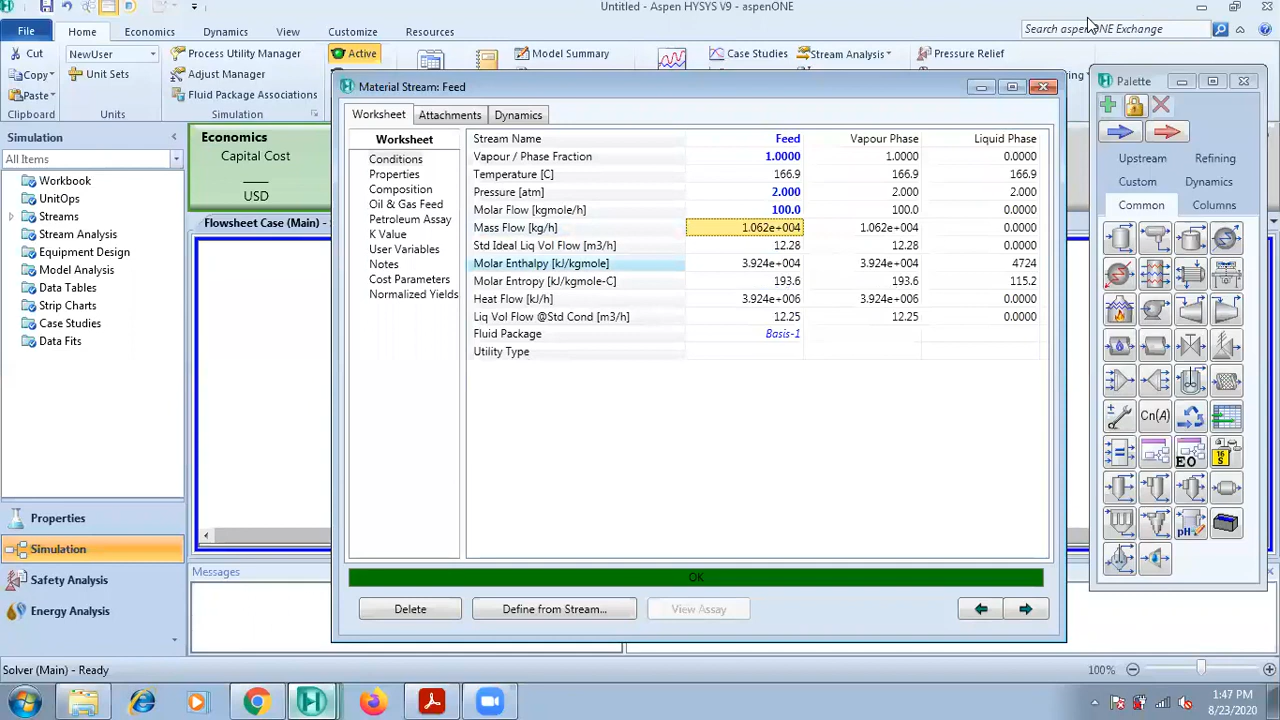 Untitled - Aspen HYSYS V9 - aspenONE
File Home Economics Dynamics View Customize Resources
Search aspenONE Exchange
Cut
Copy
Paste
Clipboard
NewUser
Unit Sets
Units
Process Utility Manager
Adjust Manager
Fluid Package Associations
Simulation
Active
Model Summary
Case Studies
Stream Analysis
Pressure Relief
Simulation
All Items
Workbook
UnitOps
Streams
Stream Analysis
Equipment Design
Model Analysis
Data Tables
Strip Charts
Case Studies
Data Fits
Properties
Simulation
Safety Analysis
Energy Analysis
Economics
Capital Cost
USD
Flowsheet Case (Main) -
Messages
Material Stream: Feed
Worksheet Attachments Dynamics
Worksheet
Conditions
Properties
Composition
Oil & Gas Feed
Petroleum Assay
K Value
User Variables
Notes
Cost Parameters
Normalized Yields
Stream Name Feed Vapour Phase Liquid Phase
Vapour / Phase Fraction 1.0000 1.0000 0.0000
Temperature [C] 166.9 166.9 166.9
Pressure [atm] 2.000 2.000 2.000
Molar Flow [kgmole/h] 100.0 100.0 0.0000
Mass Flow [kg/h] 1.062e+004 1.062e+004 0.0000
Std Ideal Liq Vol Flow [m3/h] 12.28 12.28 0.0000
Molar Enthalpy [kJ/kgmole] 3.924e+004 3.924e+004 4724
Molar Entropy [kJ/kgmole-C] 193.6 193.6 115.2
Heat Flow [kJ/h] 3.924e+006 3.924e+006 0.0000
Liq Vol Flow @Std Cond [m3/h] 12.25 12.25 0.0000
Fluid Package Basis-1
Utility Type
OK
Delete Define from Stream... View Assay
Palette
Upstream Refining
Custom Dynamics
Common Columns
Cn(A)
EO
16
S
pH
Solver (Main) - Ready
100%
1:47 PM
8/23/2020